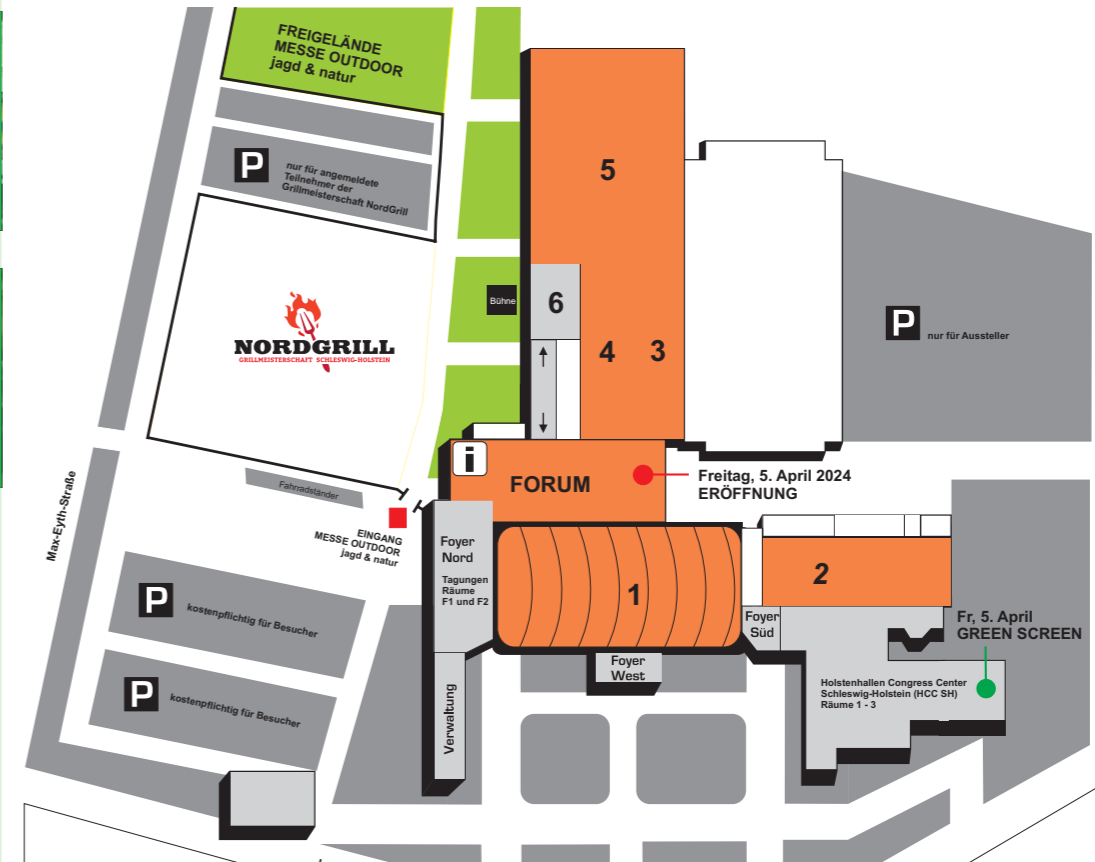 FREIGELÄNDE
MESSE OUTDOOR
jagd & natur
P
nur für angemeldete
Teilnehmer der
Grillmeisterschaft NordGrill
NORDGRILL
GRILLMEISTERSCHAFT SCHLESWIG-HOLSTEIN
Bühne
5
6
4
3
P
nur für Aussteller
i
FORUM
Freitag, 5. April 2024
ERÖFFNUNG
Max-Eyth-Straße
Fahrradständer
EINGANG
MESSE OUTDOOR
jagd & natur
Foyer
Nord
Tagungen
Räume
F1 und F2
1
2
Foyer
Süd
Foyer
West
Fr, 5. April
GREEN SCREEN
Holstenhallen Congress Center
Schleswig-Holstein (HCC SH)
Räume 1 - 3
P
kostenpflichtig für Besucher
P
kostenpflichtig für Besucher
Verwaltung